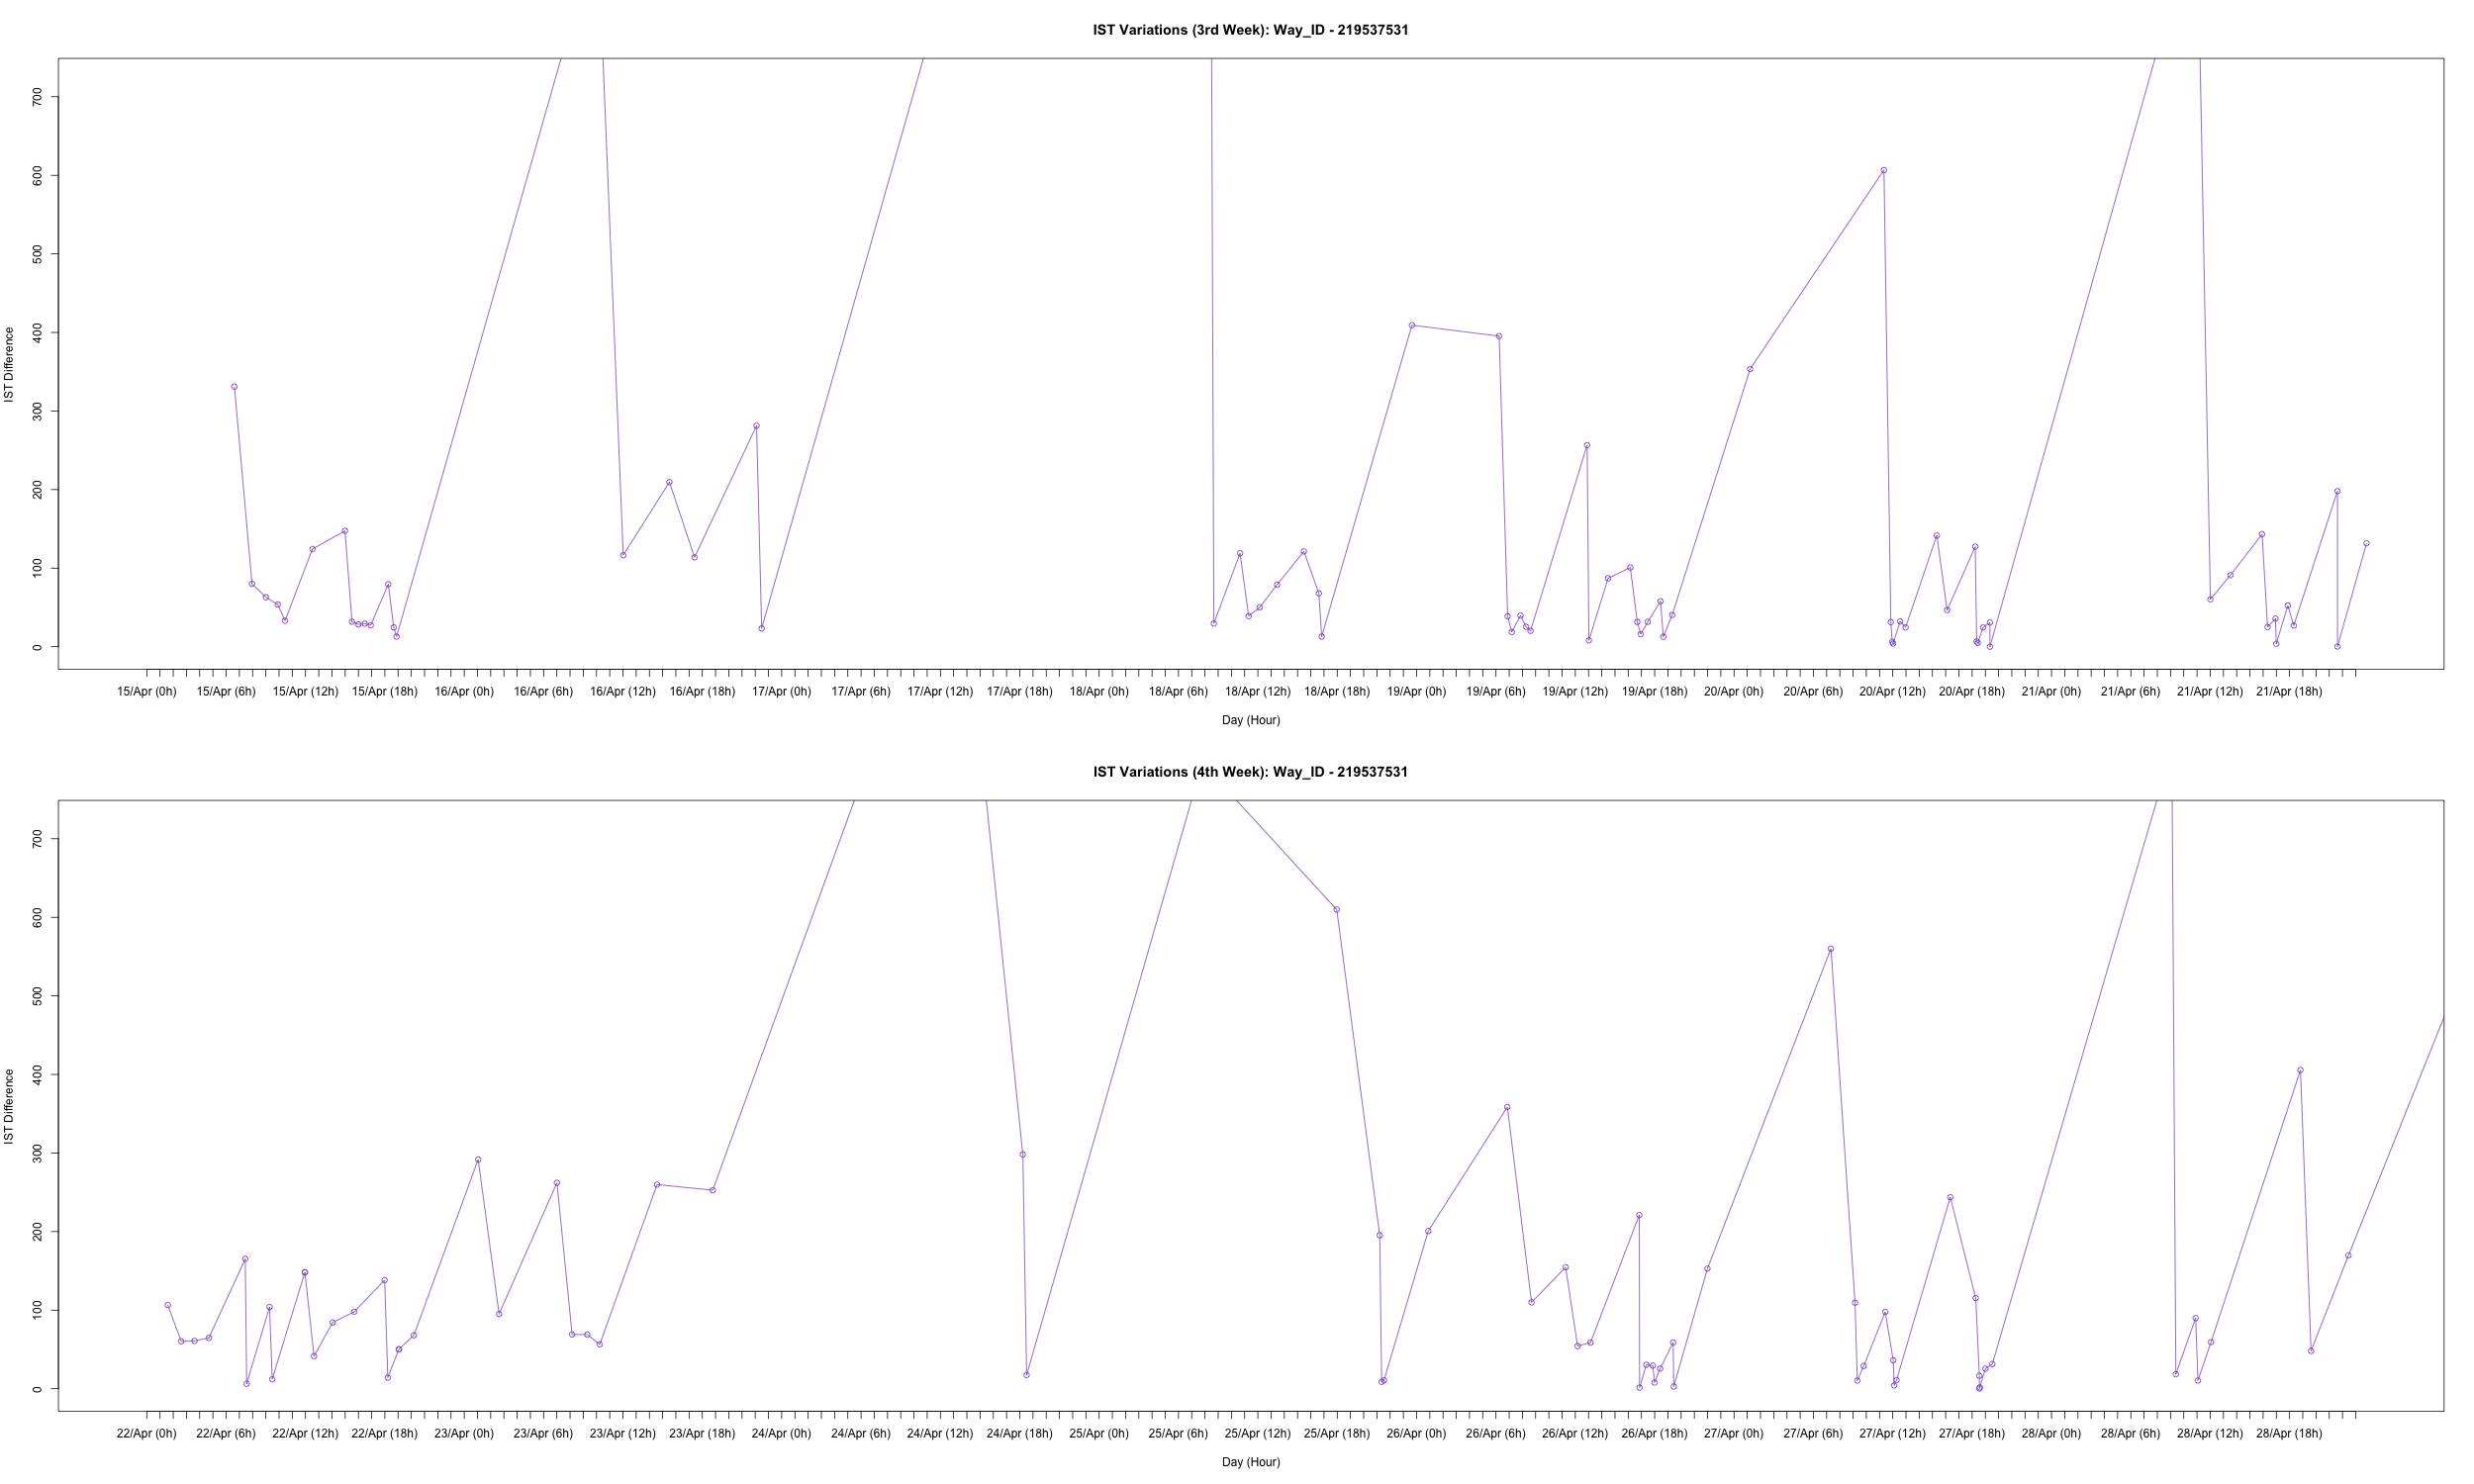 IST Variations (3rd Week): Way_ID - 219537531
IST Difference
700
600
500
400
300
200
100
0
15/Apr (0h) 15/Apr (6h) 15/Apr (12h) 15/Apr (18h) 16/Apr (0h) 16/Apr (6h) 16/Apr (12h) 16/Apr (18h) 17/Apr (0h) 17/Apr (6h) 17/Apr (12h) 17/Apr (18h) 18/Apr (0h) 18/Apr (6h) 18/Apr (12h) 18/Apr (18h) 19/Apr (0h) 19/Apr (6h) 19/Apr (12h) 19/Apr (18h) 20/Apr (0h) 20/Apr (6h) 20/Apr (12h) 20/Apr (18h) 21/Apr (0h) 21/Apr (6h) 21/Apr (12h) 21/Apr (18h)
Day (Hour)
IST Variations (4th Week): Way_ID - 219537531
IST Difference
700
600
500
400
300
200
100
0
22/Apr (0h) 22/Apr (6h) 22/Apr (12h) 22/Apr (18h) 23/Apr (0h) 23/Apr (6h) 23/Apr (12h) 23/Apr (18h) 24/Apr (0h) 24/Apr (6h) 24/Apr (12h) 24/Apr (18h) 25/Apr (0h) 25/Apr (6h) 25/Apr (12h) 25/Apr (18h) 26/Apr (0h) 26/Apr (6h) 26/Apr (12h) 26/Apr (18h) 27/Apr (0h) 27/Apr (6h) 27/Apr (12h) 27/Apr (18h) 28/Apr (0h) 28/Apr (6h) 28/Apr (12h) 28/Apr (18h)
Day (Hour)